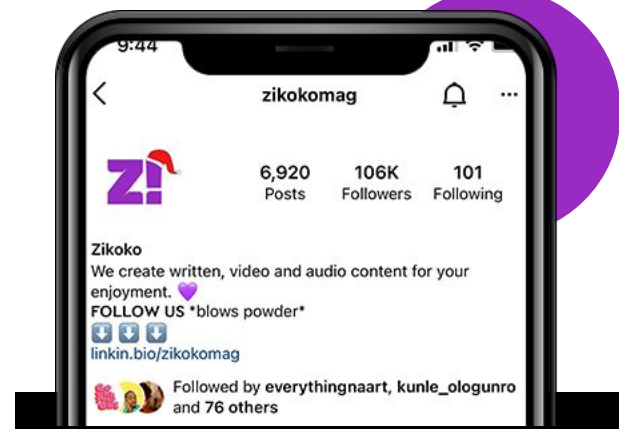 9:44
zikokomag
Z!
6,920 106K 101
Posts Followers Following
Zikoko
We create written, video and audio content for your
enjoyment. 💜
FOLLOW US *blows powder*
⬇️ ⬇️ ⬇️
linkin.bio/zikokomag
Followed by everythingnaart, kunle_ologunro
and 76 others